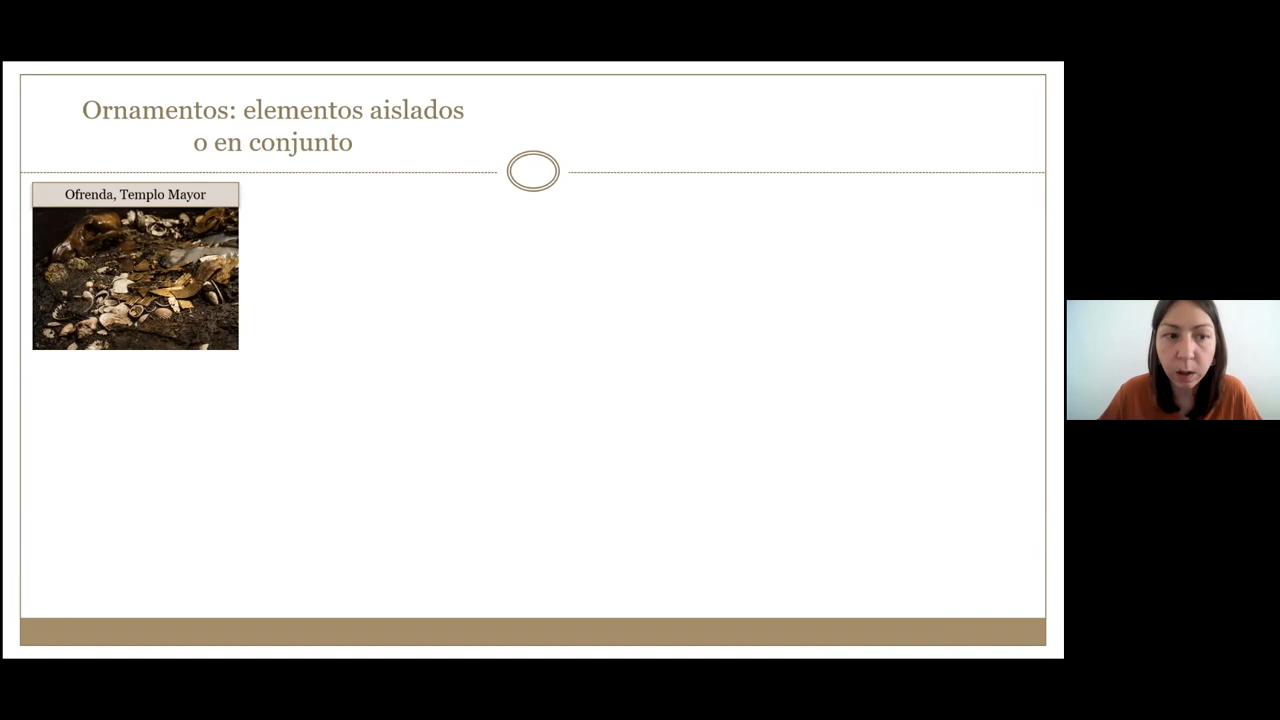 Ornamentos: elementos aislados
o en conjunto
Ofrenda, Templo Mayor